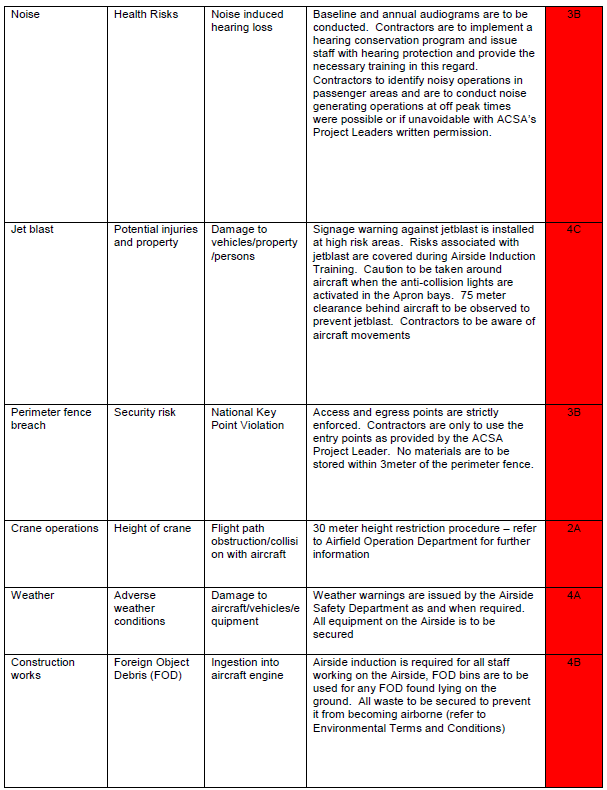 Noise
Health Risks
Noise induced
hearing loss
Baseline and annual audiograms are to be
conducted.  Contractors are to implement a
hearing conservation program and issue
staff with hearing protection and provide the
necessary training in this regard.
Contractors to identify noisy operations in
passenger areas and are to conduct noise
generating operations at off peak times
were possible or if unavoidable with ACSA's
Project Leaders written permission.
3B
Jet blast
Potential injuries
and property
Damage to
vehicles/property
/persons
Signage warning against jetblast is installed
at high risk areas.  Risks associated with
jetblast are covered during Airside Induction
Training.  Caution to be taken around
aircraft when the anti-collision lights are
activated in the Apron bays.  75 meter
clearance behind aircraft to be observed to
prevent jetblast.  Contractors to be aware of
aircraft movements
4C
Perimeter fence
breach
Security risk
National Key
Point Violation
Access and egress points are strictly
enforced.  Contractors are only to use the
entry points as provided by the ACSA
Project Leader.  No materials are to be
stored within 3meter of the perimeter fence.
3B
Crane operations
Height of crane
Flight path
obstruction/collisi
on with aircraft
30 meter height restriction procedure – refer
to Airfield Operation Department for further
information
2A
Weather
Adverse
weather
conditions
Damage to
aircraft/vehicles/e
quipment
Weather warnings are issued by the Airside
Safety Department as and when required.
All equipment on the Airside is to be
secured
4A
Construction
works
Foreign Object
Debris (FOD)
Ingestion into
aircraft engine
Airside induction is required for all staff
working on the Airside, FOD bins are to be
used for any FOD found lying on the
ground.  All waste to be secured to prevent
it from becoming airborne (refer to
Environmental Terms and Conditions)
4B